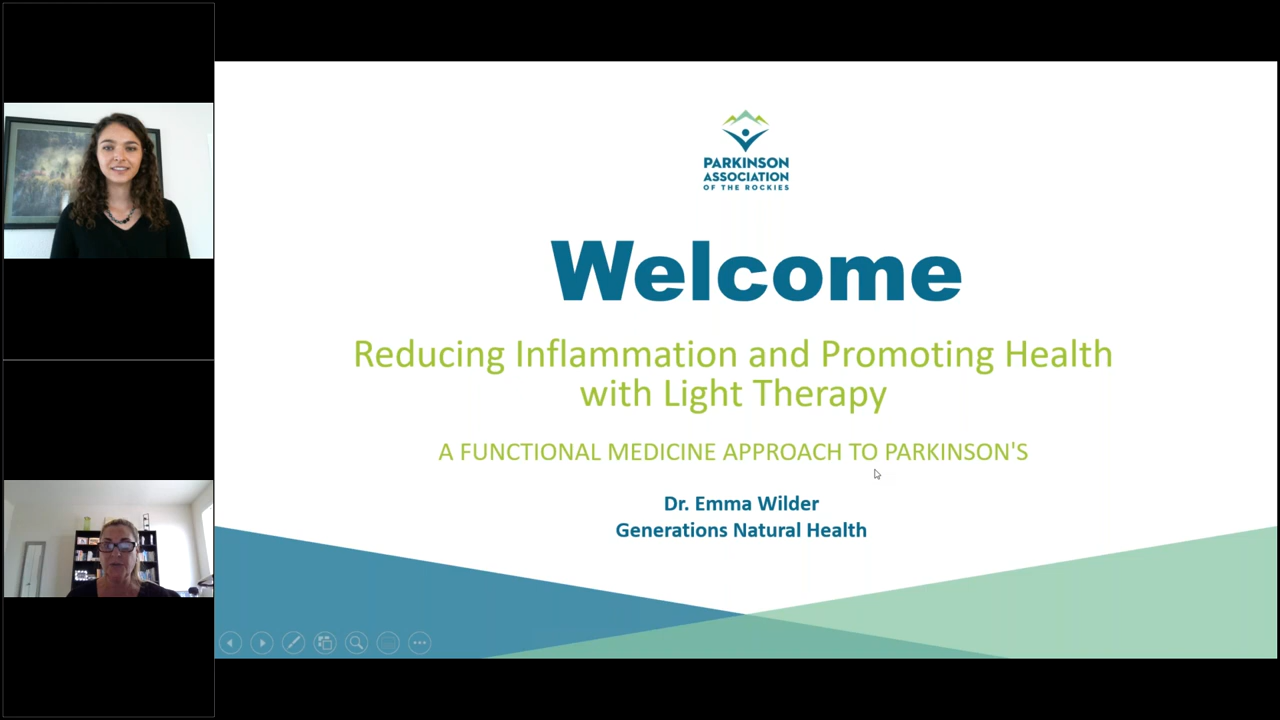 PARKINSON
ASSOCIATION
OF THE ROCKIES
Welcome
Reducing Inflammation and Promoting Health
with Light Therapy
A FUNCTIONAL MEDICINE APPROACH TO PARKINSON'S
Dr. Emma Wilder
Generations Natural Health